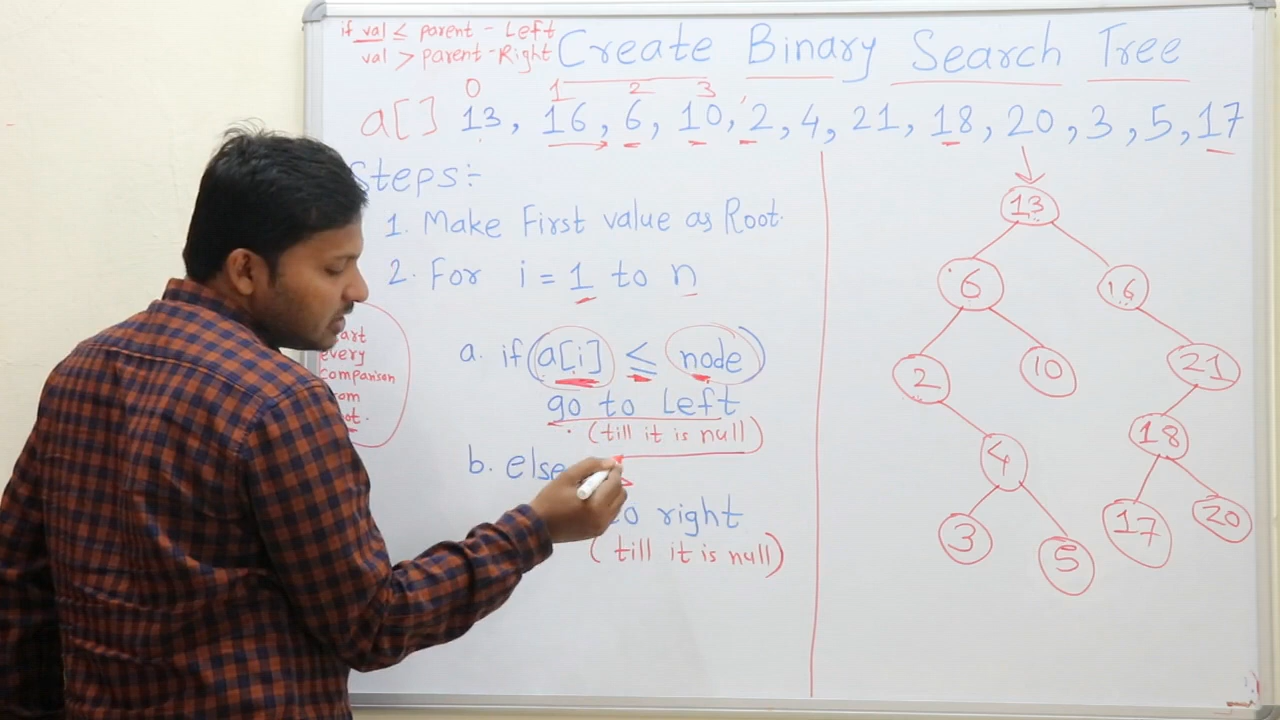 if val ≤ parent - Left
val > parent - Right
Create Binary Search Tree
0 1 2 3
a[] 13, 16, 6, 10, 2, 4, 21, 18, 20, 3, 5, 17
Steps:-
1. Make First value as Root.
2. For i = 1 to n
every
comparison
a. if (a[i] ≤ node)
go to Left
(till it is null)
b. else
to right
(till it is null)
13
6 16
2 10 21
4 18
3 5 17 20